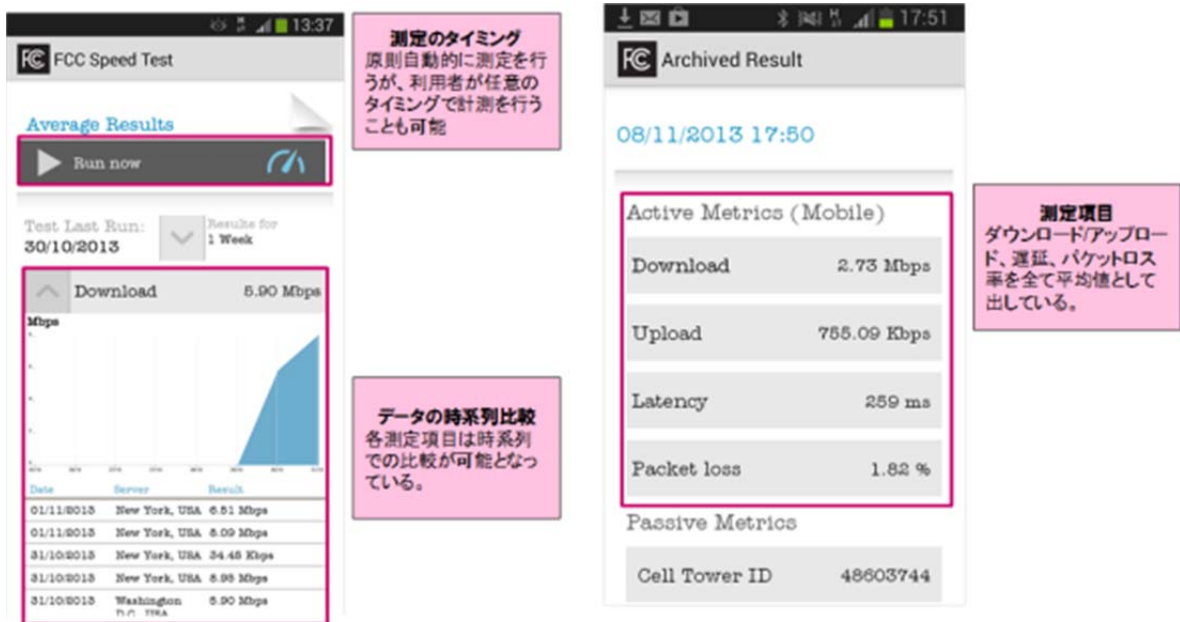 13:37
FCC FCC Speed Test
Average Results
Run now
Test Last Run:
30/10/2013
Results for
1 Week
Download 5.90 Mbps
Mbps
Date Server Result
01/11/2013 New York, USA 6.51 Mbps
01/11/2013 New York, USA 5.09 Mbps
31/10/2013 New York, USA 34.45 Kbps
31/10/2013 New York, USA 5.95 Mbps
31/10/2013 Washington 5.90 Mbps
D.C., USA
測定のタイミング
原則自動的に測定を行
うが、利用者が任意の
タイミングで計測を行う
ことも可能
データの時系列比較
各測定項目は時系列
での比較が可能となっ
ている。
17:51
FCC Archived Result
08/11/2013 17:50
Active Metrics (Mobile)
Download 2.73 Mbps
Upload 755.09 Kbps
Latency 259 ms
Packet loss 1.82 %
Passive Metrics
Cell Tower ID 48603744
測定項目
ダウンロード/アップロー
ド、遅延、パケットロス
率を全て平均値として
出している。